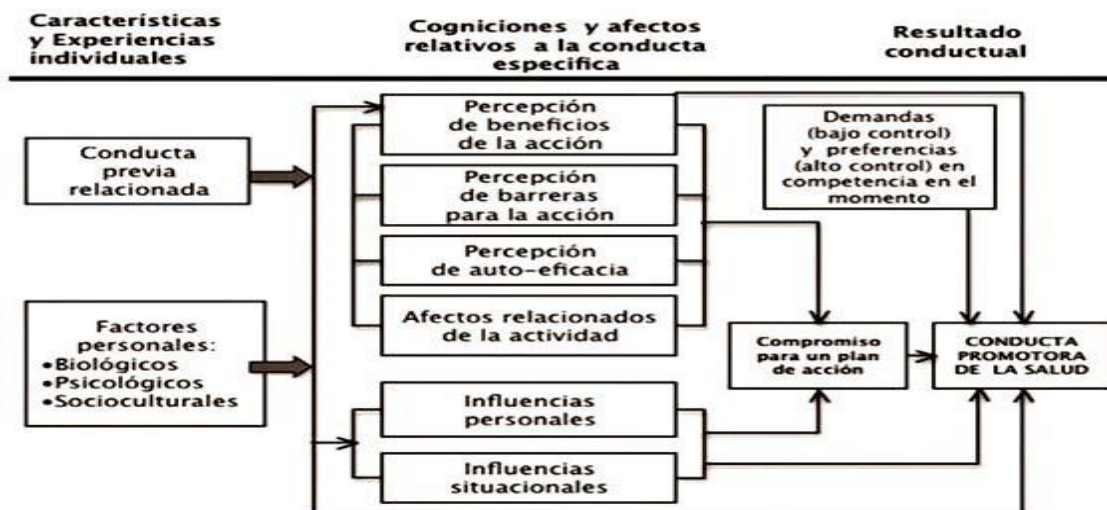 Características
y Experiencias
individuales
Cogniciones y afectos
relativos a la conducta
especifica
Resultado
conductual
Conducta
previa
relacionada
Factores
personales:
•Biológicos
•Psicológicos
•Socioculturales
Percepción
de beneficios
de la acción
Percepción
de barreras
para la acción
Percepción
de auto-eficacia
Afectos relacionados
de la actividad
Influencias
personales
Influencias
situacionales
Demandas
(bajo control)
y preferencias
(alto control) en
competencia en el
momento
Compromiso
para un plan
de acción
CONDUCTA
PROMOTORA
DE LA SALUD